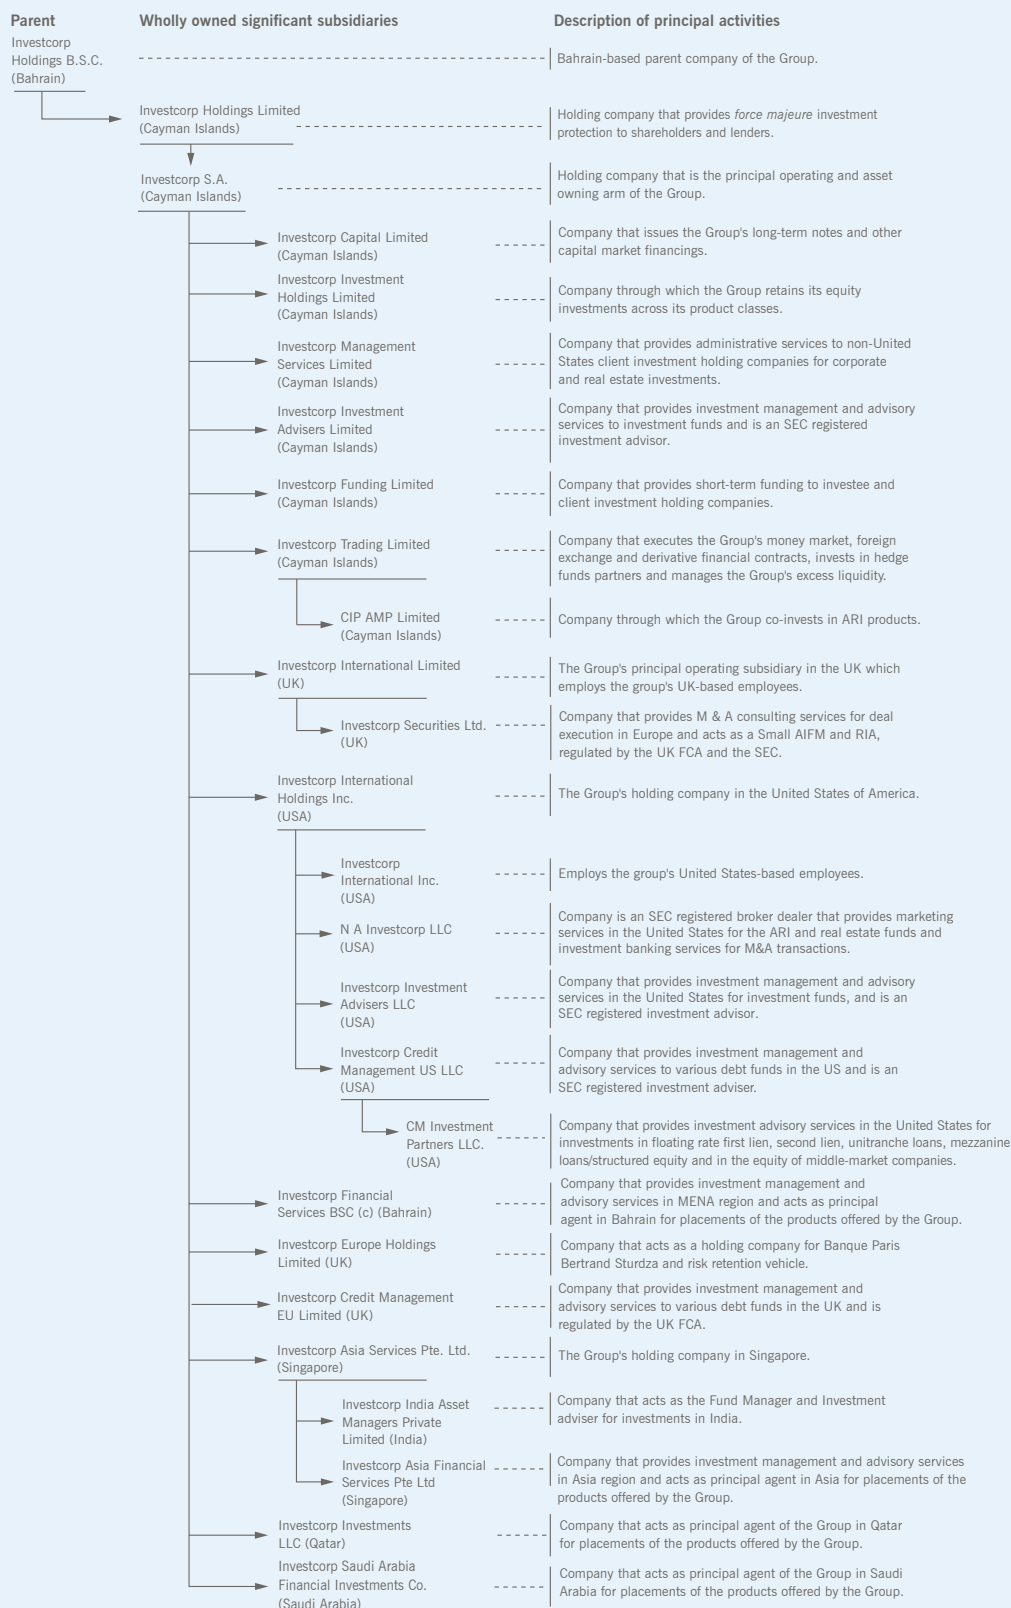 Parent Wholly owned significant subsidiaries Description of principal activities
Investcorp
Holdings B.S.C.
(Bahrain)
Bahrain-based parent company of the Group.
Investcorp Holdings Limited
(Cayman Islands)
Holding company that provides force majeure investment
protection to shareholders and lenders.
Investcorp S.A.
(Cayman Islands)
Holding company that is the principal operating and asset
owning arm of the Group.
Investcorp Capital Limited
(Cayman Islands)
Company that issues the Group's long-term notes and other
capital market financings.
Investcorp Investment
Holdings Limited
(Cayman Islands)
Company through which the Group retains its equity
investments across its product classes.
Investcorp Management
Services Limited
(Cayman Islands)
Company that provides administrative services to non-United
States client investment holding companies for corporate
and real estate investments.
Investcorp Investment
Advisers Limited
(Cayman Islands)
Company that provides investment management and advisory
services to investment funds and is an SEC registered
investment advisor.
Investcorp Funding Limited
(Cayman Islands)
Company that provides short-term funding to investee and
client investment holding companies.
Investcorp Trading Limited
(Cayman Islands)
Company that executes the Group's money market, foreign
exchange and derivative financial contracts, invests in hedge
funds partners and manages the Group's excess liquidity.
CIP AMP Limited
(Cayman Islands)
Company through which the Group co-invests in ARI products.
Investcorp International Limited
(UK)
The Group's principal operating subsidiary in the UK which
employs the group's UK-based employees.
Investcorp Securities Ltd.
(UK)
Company that provides M & A consulting services for deal
execution in Europe and acts as a Small AIFM and RIA,
regulated by the UK FCA and the SEC.
Investcorp International
Holdings Inc.
(USA)
The Group's holding company in the United States of America.
Investcorp
International Inc.
(USA)
Employs the group's United States-based employees.
N A Investcorp LLC
(USA)
Company is an SEC registered broker dealer that provides marketing
services in the United States for the ARI and real estate funds and
investment banking services for M&A transactions.
Investcorp Investment
Advisers LLC
(USA)
Company that provides investment management and advisory
services in the United States for investment funds, and is an
SEC registered investment advisor.
Investcorp Credit
Management US LLC
(USA)
Company that provides investment management and
advisory services to various debt funds in the US and is an
SEC registered investment adviser.
CM Investment
Partners LLC.
(USA)
Company that provides investment advisory services in the United States for
innvestments in floating rate first lien, second lien, unitranche loans, mezzanine
loans/structured equity and in the equity of middle-market companies.
Investcorp Financial
Services BSC (c) (Bahrain)
Company that provides investment management and
advisory services in MENA region and acts as principal
agent in Bahrain for placements of the products offered by the Group.
Investcorp Europe Holdings
Limited (UK)
Company that acts as a holding company for Banque Paris
Bertrand Sturdza and risk retention vehicle.
Investcorp Credit Management
EU Limited (UK)
Company that provides investment management and
advisory services to various debt funds in the UK and is
regulated by the UK FCA.
Investcorp Asia Services Pte. Ltd.
(Singapore)
The Group's holding company in Singapore.
Investcorp India Asset
Managers Private
Limited (India)
Company that acts as the Fund Manager and Investment
adviser for investments in India.
Investcorp Asia Financial
Services Pte Ltd
(Singapore)
Company that provides investment management and advisory services
in Asia region and acts as principal agent in Asia for placements of the
products offered by the Group.
Investcorp Investments
LLC (Qatar)
Company that acts as principal agent of the Group in Qatar
for placements of the products offered by the Group.
Investcorp Saudi Arabia
Financial Investments Co.
(Saudi Arabia)
Company that acts as principal agent of the Group in Saudi
Arabia for placements of the products offered by the Group.